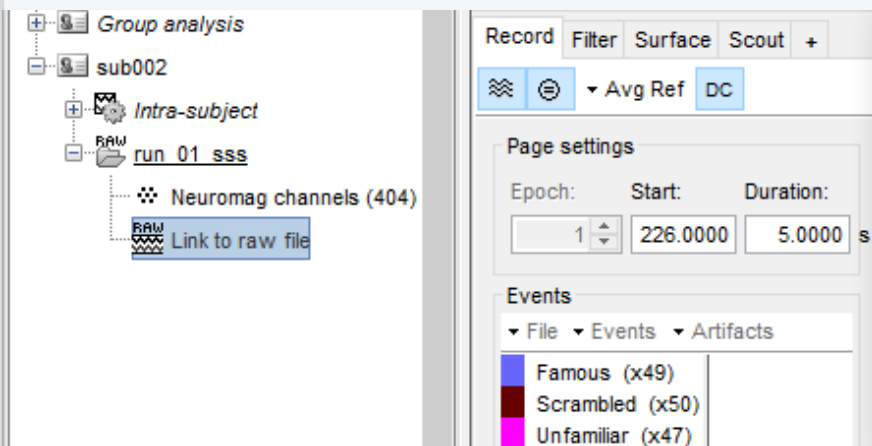 Group analysis
sub002
Intra-subject
RAW
run_01_sss
Neuromag channels (404)
RAW
Link to raw file
Record Filter Surface Scout +
Avg Ref DC
Page settings
Epoch: Start: Duration:
1 226.0000 5.0000 s
Events
File Events Artifacts
Famous (x49)
Scrambled (x50)
Unfamiliar (x47)